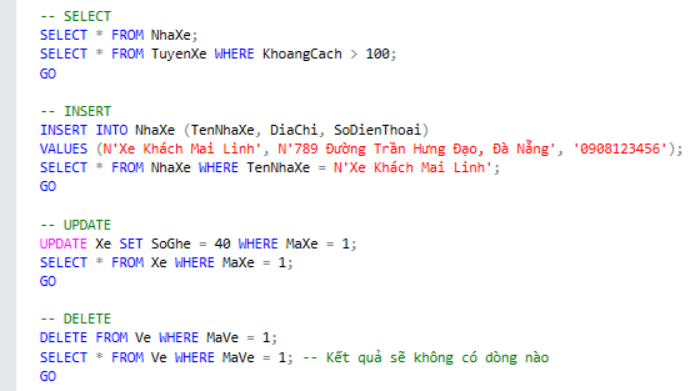 -- SELECT
SELECT * FROM NhaXe;
SELECT * FROM TuyenXe WHERE KhoangCach > 100;
GO
-- INSERT
INSERT INTO NhaXe (TenNhaXe, DiaChi, SoDienThoai)
VALUES (N'Xe Khách Mai Linh', N'789 Đường Trần Hưng Đạo, Đà Nẵng', '0908123456');
SELECT * FROM NhaXe WHERE TenNhaXe = N'Xe Khách Mai Linh';
GO
-- UPDATE
UPDATE Xe SET SoGhe = 40 WHERE MaXe = 1;
SELECT * FROM Xe WHERE MaXe = 1;
GO
-- DELETE
DELETE FROM Ve WHERE MaVe = 1;
SELECT * FROM Ve WHERE MaVe = 1; -- Kết quả sẽ không có dòng nào
GO